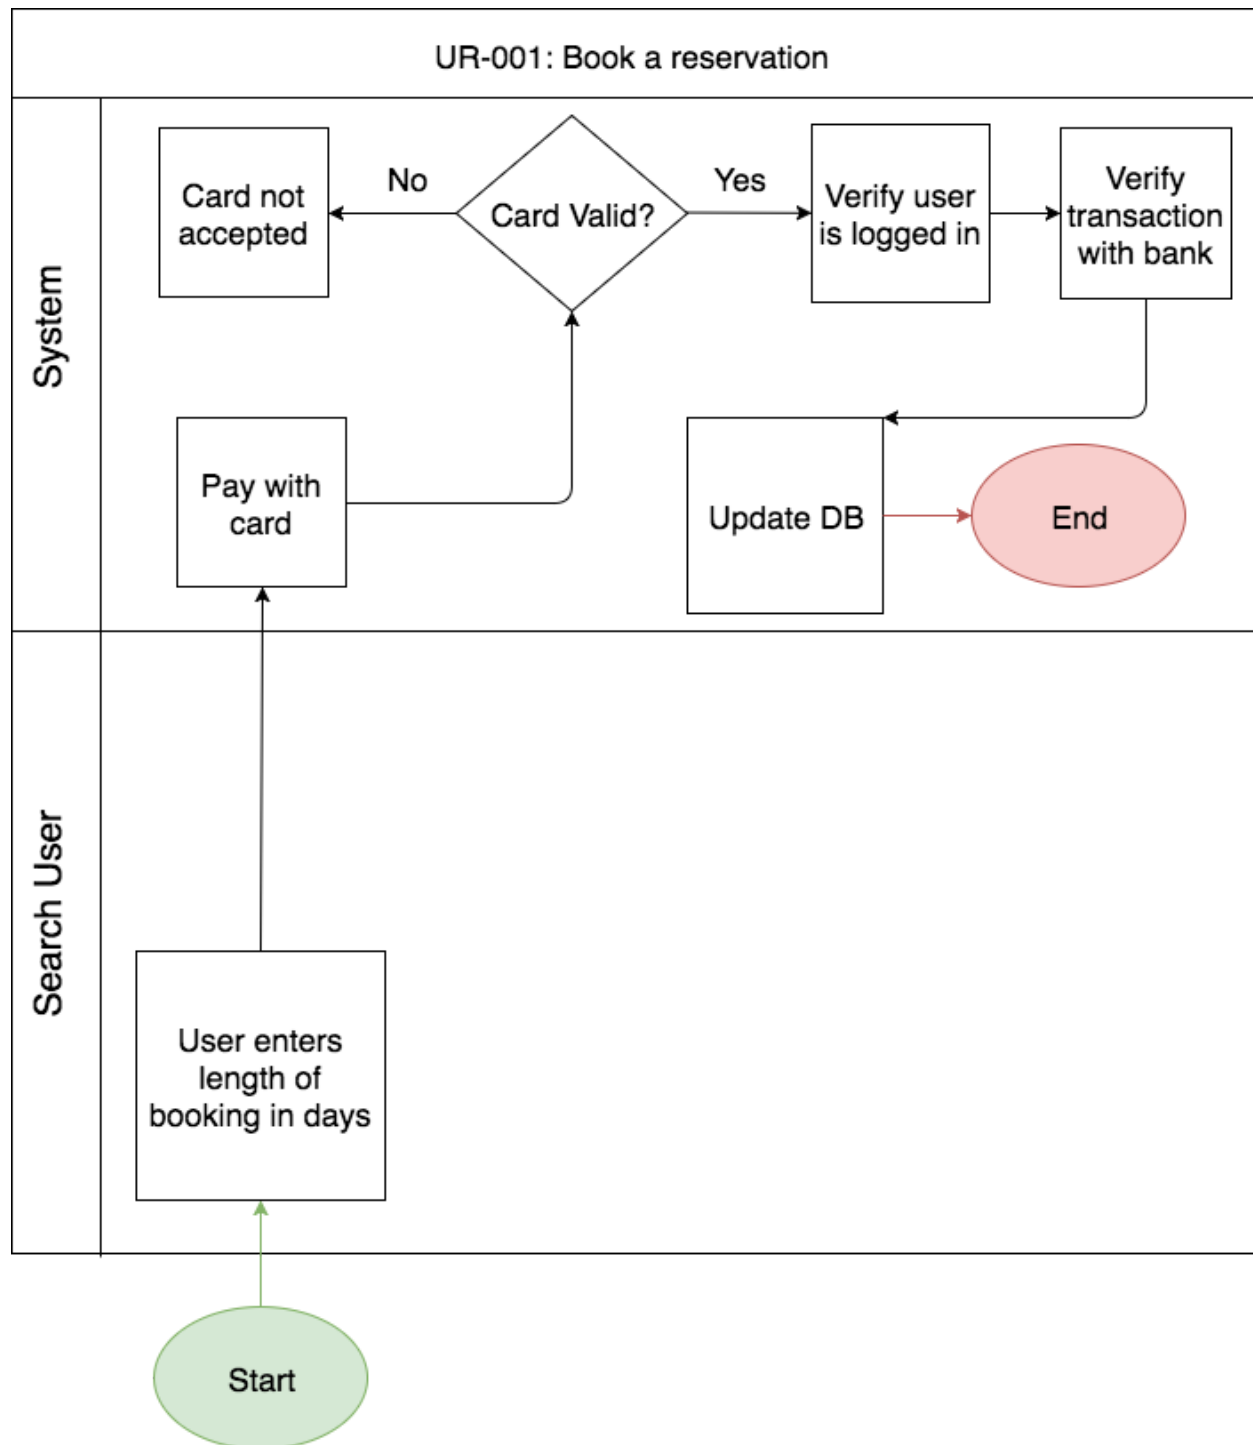 UR-001: Book a reservation
System
Card not
accepted
No
Card Valid?
Yes
Verify user
is logged in
Verify
transaction
with bank
Pay with
card
Update DB
End
Search User
User enters
length of
booking in days
Start